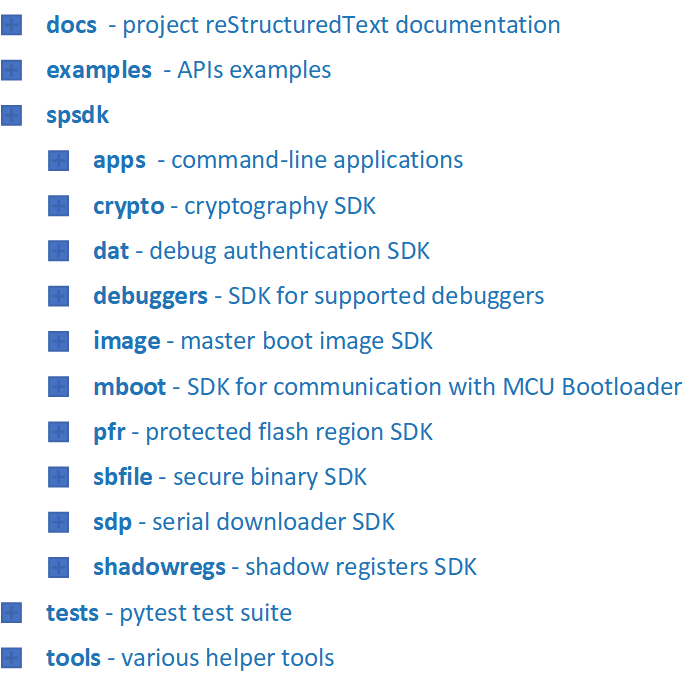 docs - project reStructuredText documentation
examples - APIs examples
spsdk
apps - command-line applications
crypto - cryptography SDK
dat - debug authentication SDK
debuggers - SDK for supported debuggers
image - master boot image SDK
mboot - SDK for communication with MCU Bootloader
pfr - protected flash region SDK
sbfile - secure binary SDK
sdp - serial downloader SDK
shadowregs - shadow registers SDK
tests - pytest test suite
tools - various helper tools